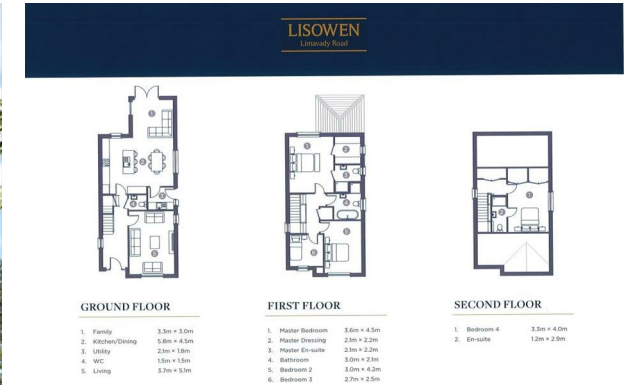 LISOWEN
Limavady Road
GROUND FLOOR
1. Family 3.3m × 3.0m
2. Kitchen/Dining 5.8m × 4.5m
3. Utility 2.1m × 1.8m
4. WC 1.5m × 1.5m
5. Living 3.7m × 5.1m
FIRST FLOOR
1. Master Bedroom 3.6m × 4.5m
2. Master Dressing 2.1m × 2.2m
3. Master En-suite 2.1m × 2.2m
4. Bathroom 3.0m × 2.1m
5. Bedroom 2 3.0m × 4.2m
6. Bedroom 3 2.7m × 2.5m
SECOND FLOOR
1. Bedroom 4 3.3m × 4.0m
2. En-suite 1.2m × 2.9m